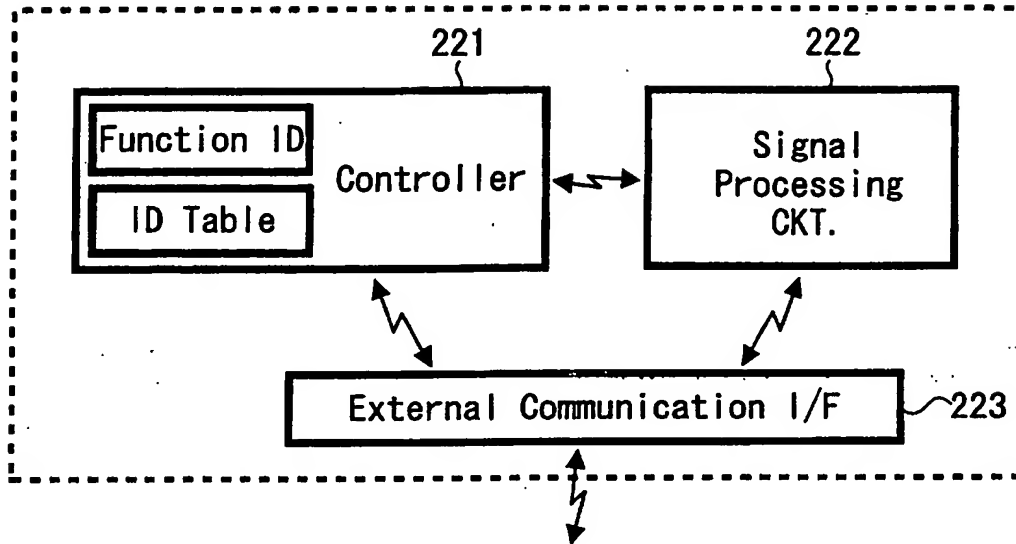 221
222
Function ID
ID Table
Controller
Signal
Processing
CKT.
External Communication I/F
223